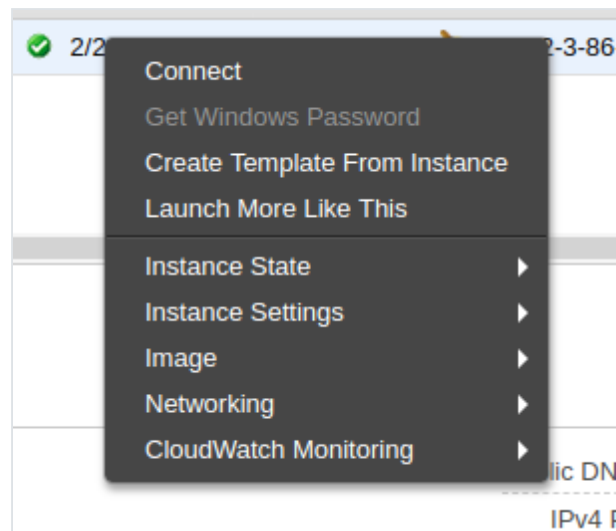 2/2
2-3-86
Connect
Get Windows Password
Create Template From Instance
Launch More Like This
Instance State
Instance Settings
Image
Networking
CloudWatch Monitoring
lic DN
IPv4